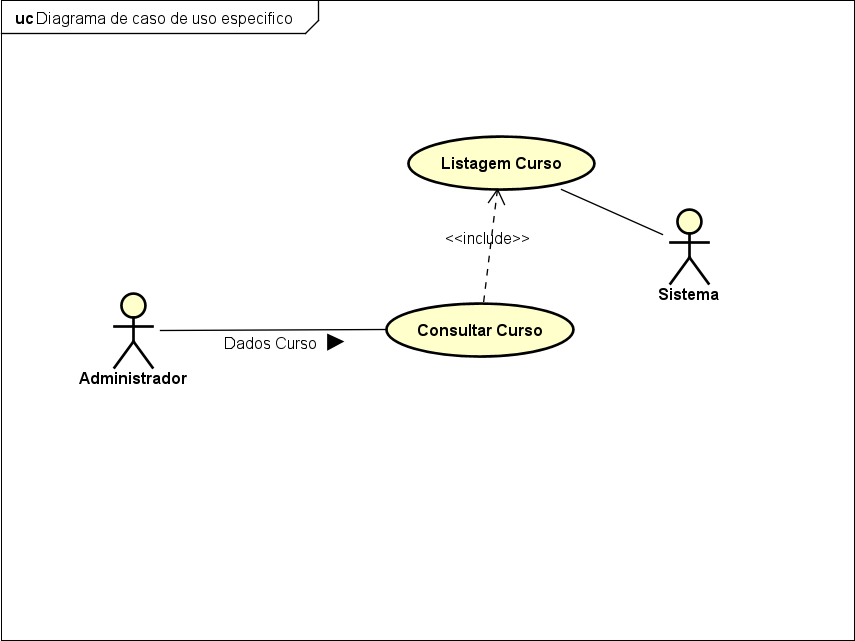 uc Diagrama de caso de uso especifico
Listagem Curso
<<include>>
Sistema
Consultar Curso
Dados Curso
Administrador